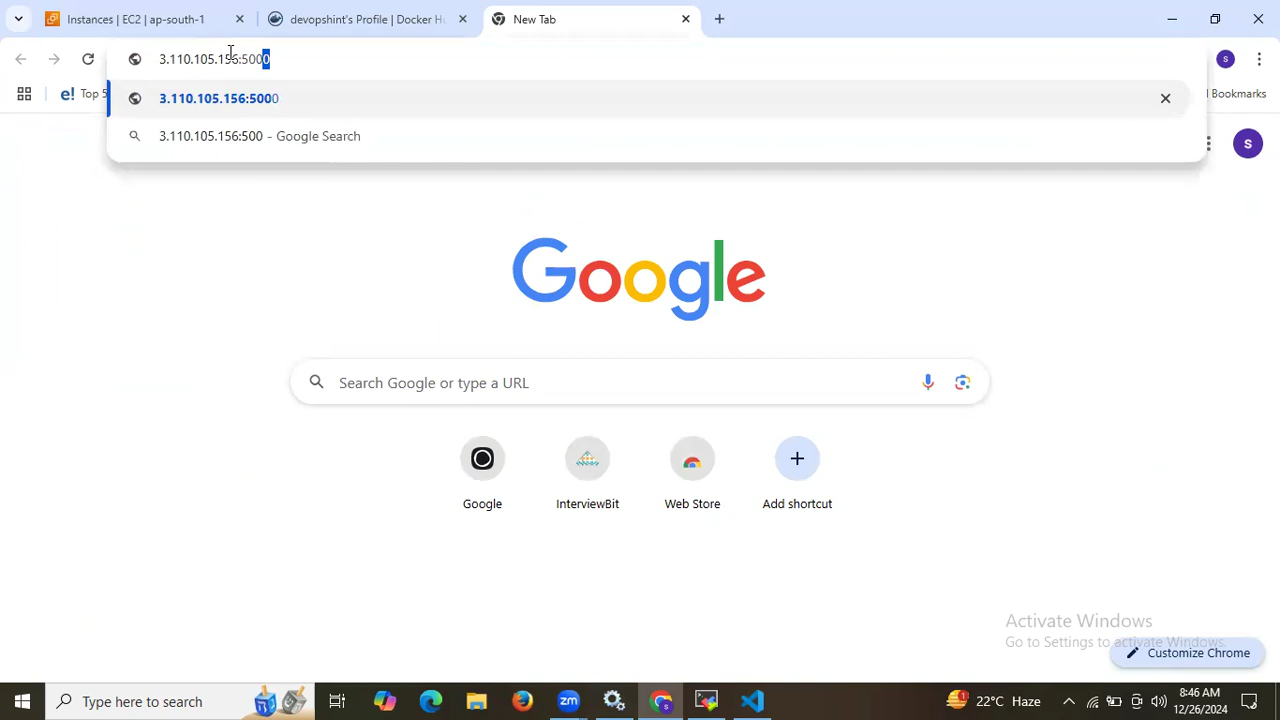 Instances | EC2 | ap-south-1
devopshint's Profile | Docker Hu
New Tab
3.110.105.156:5000
e! Top 5
3.110.105.156:5000
Bookmarks
3.110.105.156:500 - Google Search
s
s
Google
Search Google or type a URL
Google
InterviewBit
Web Store
Add shortcut
Activate Windows
Go to Settings to activate Windows.
Customize Chrome
Type here to search
zm
1
22°C Haze
8:46 AM
12/26/2024